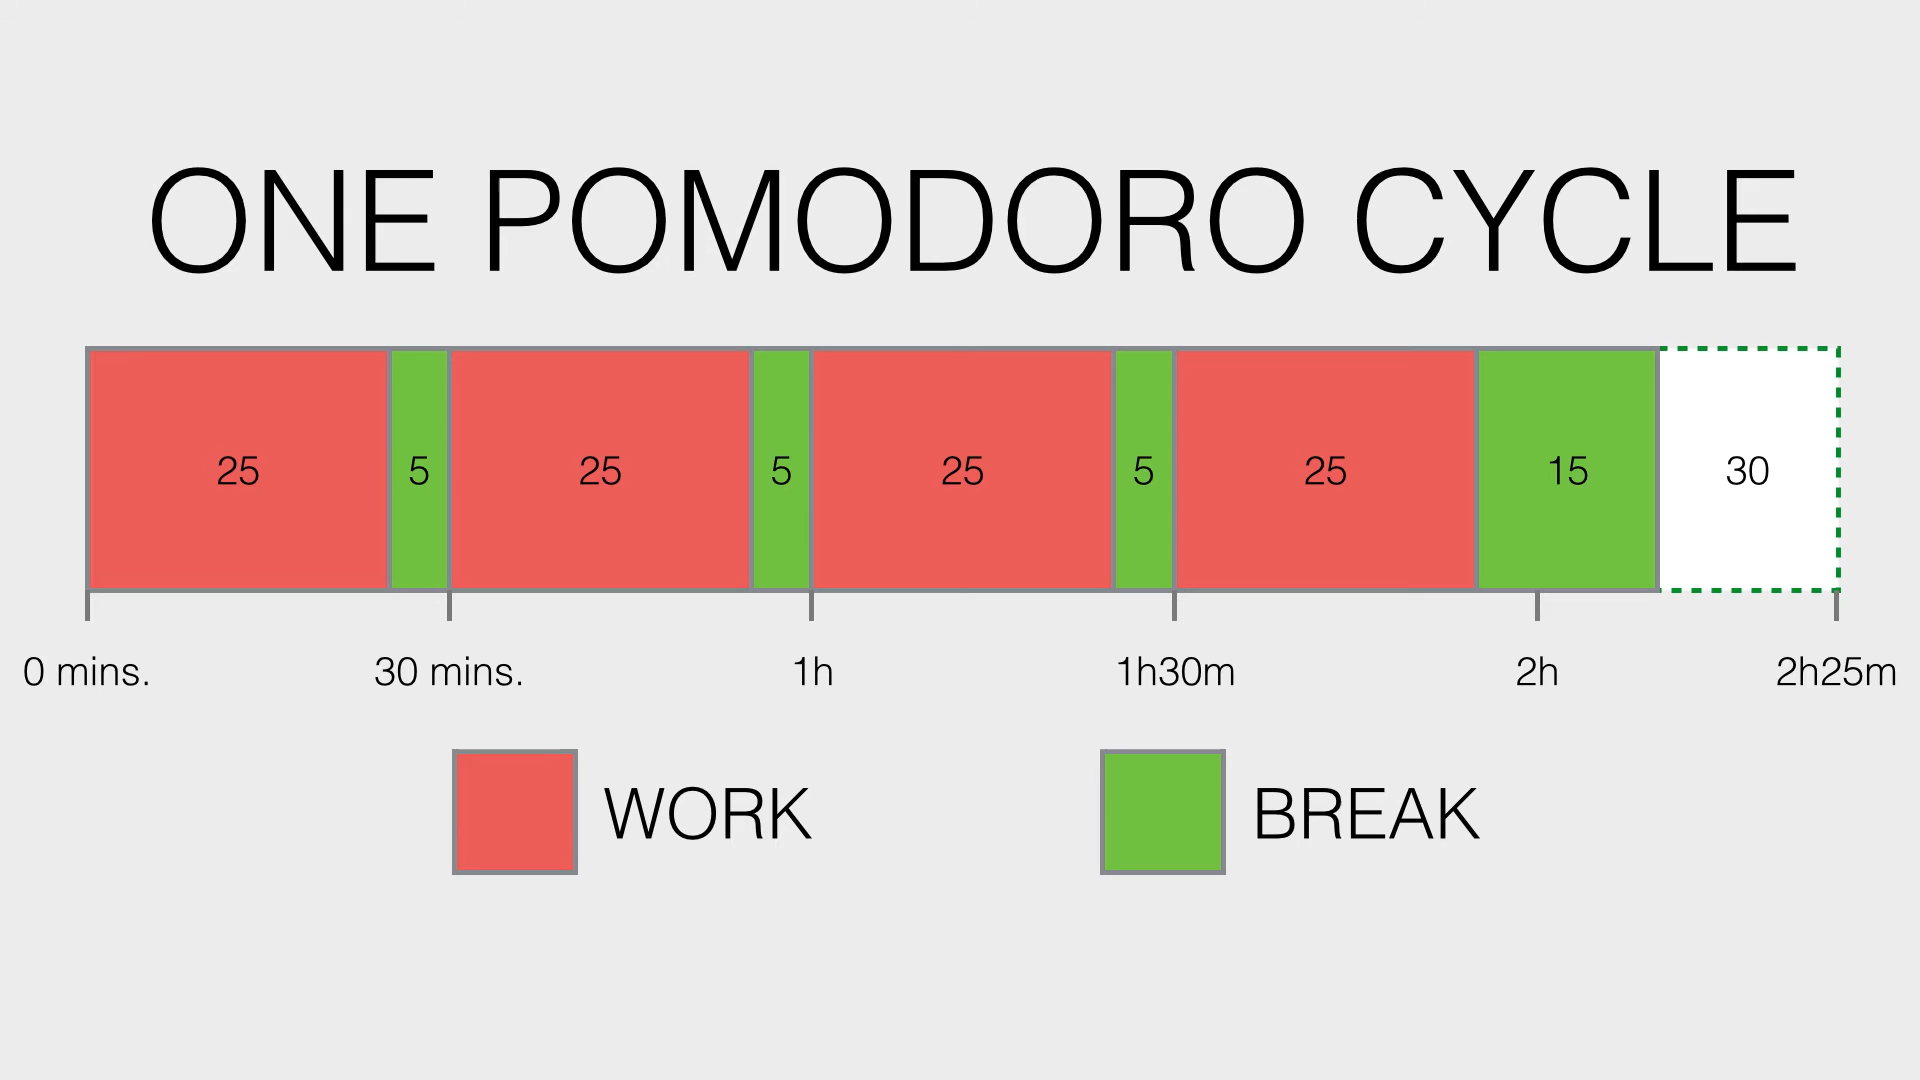 ONE POMODORO CYCLE
25 5 25 5 25 5 25 15 30
0 mins. 30 mins. 1h 1h30m 2h 2h25m
WORK BREAK